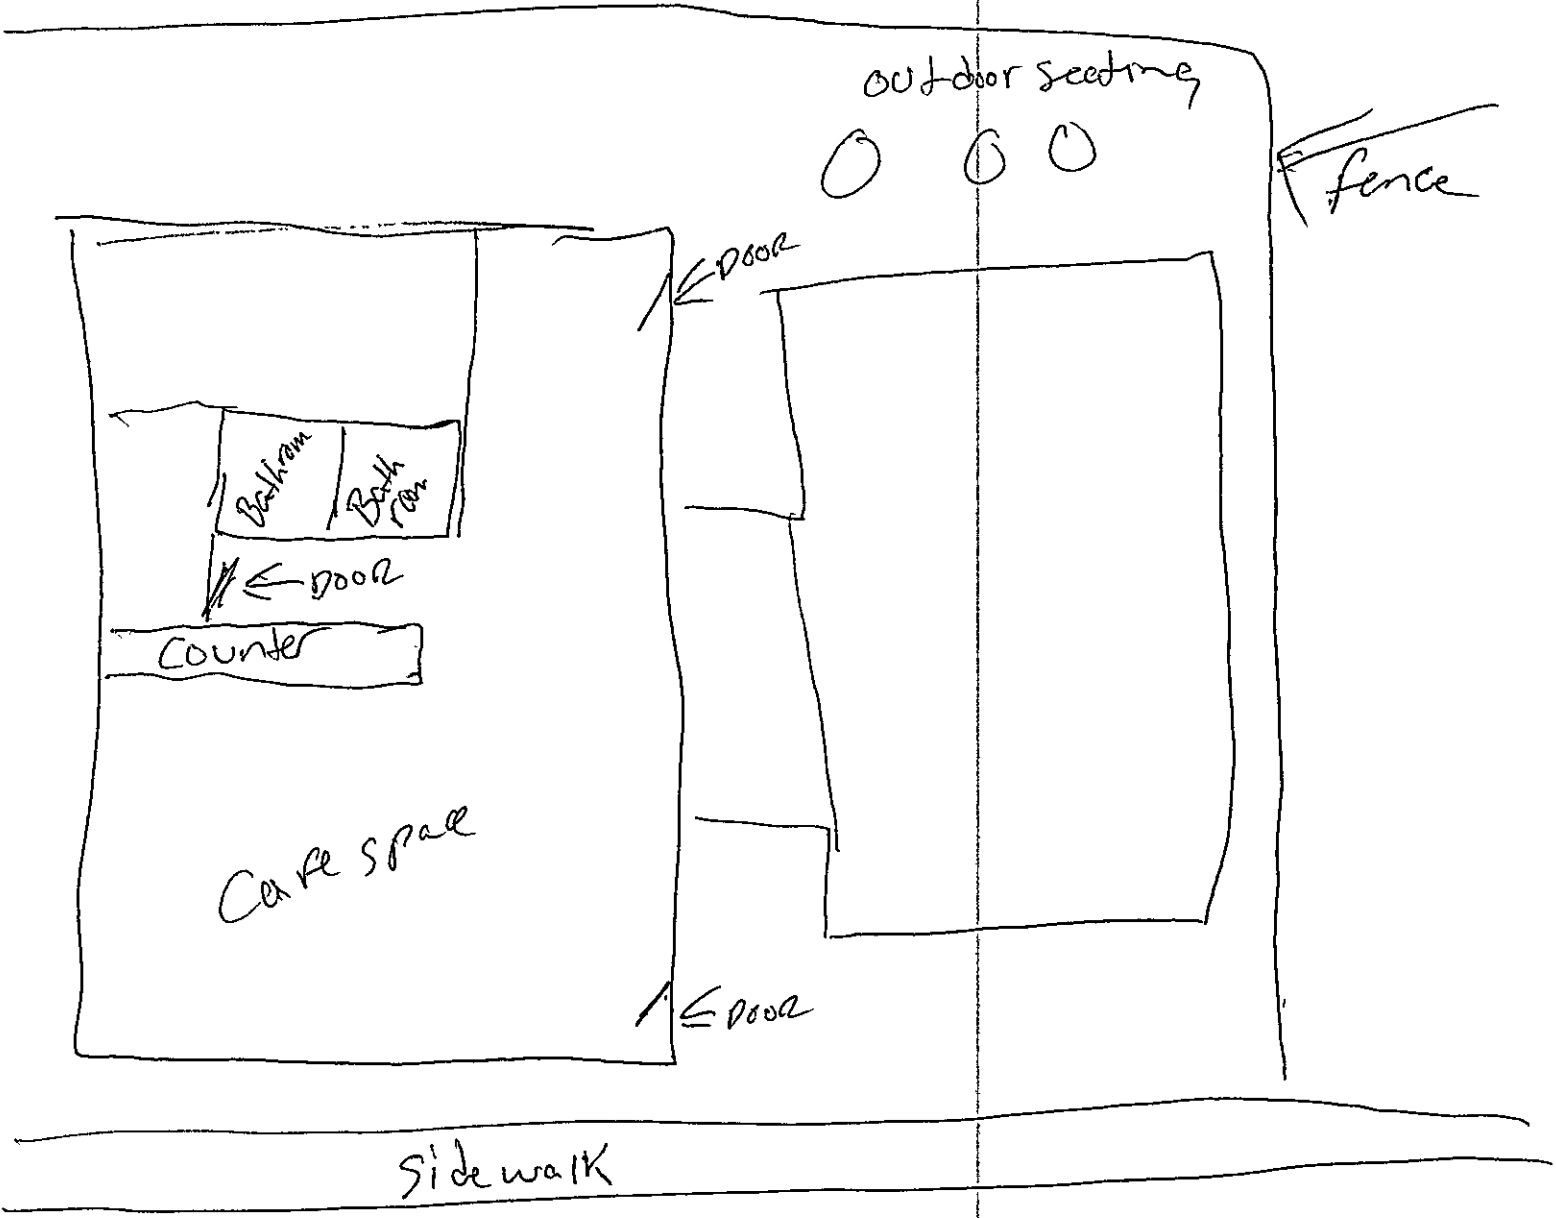 outdoor seating
fence
DOOR
Bathroom
Bath
room
DOOR
Counter
Cafe space
DOOR
Sidewalk